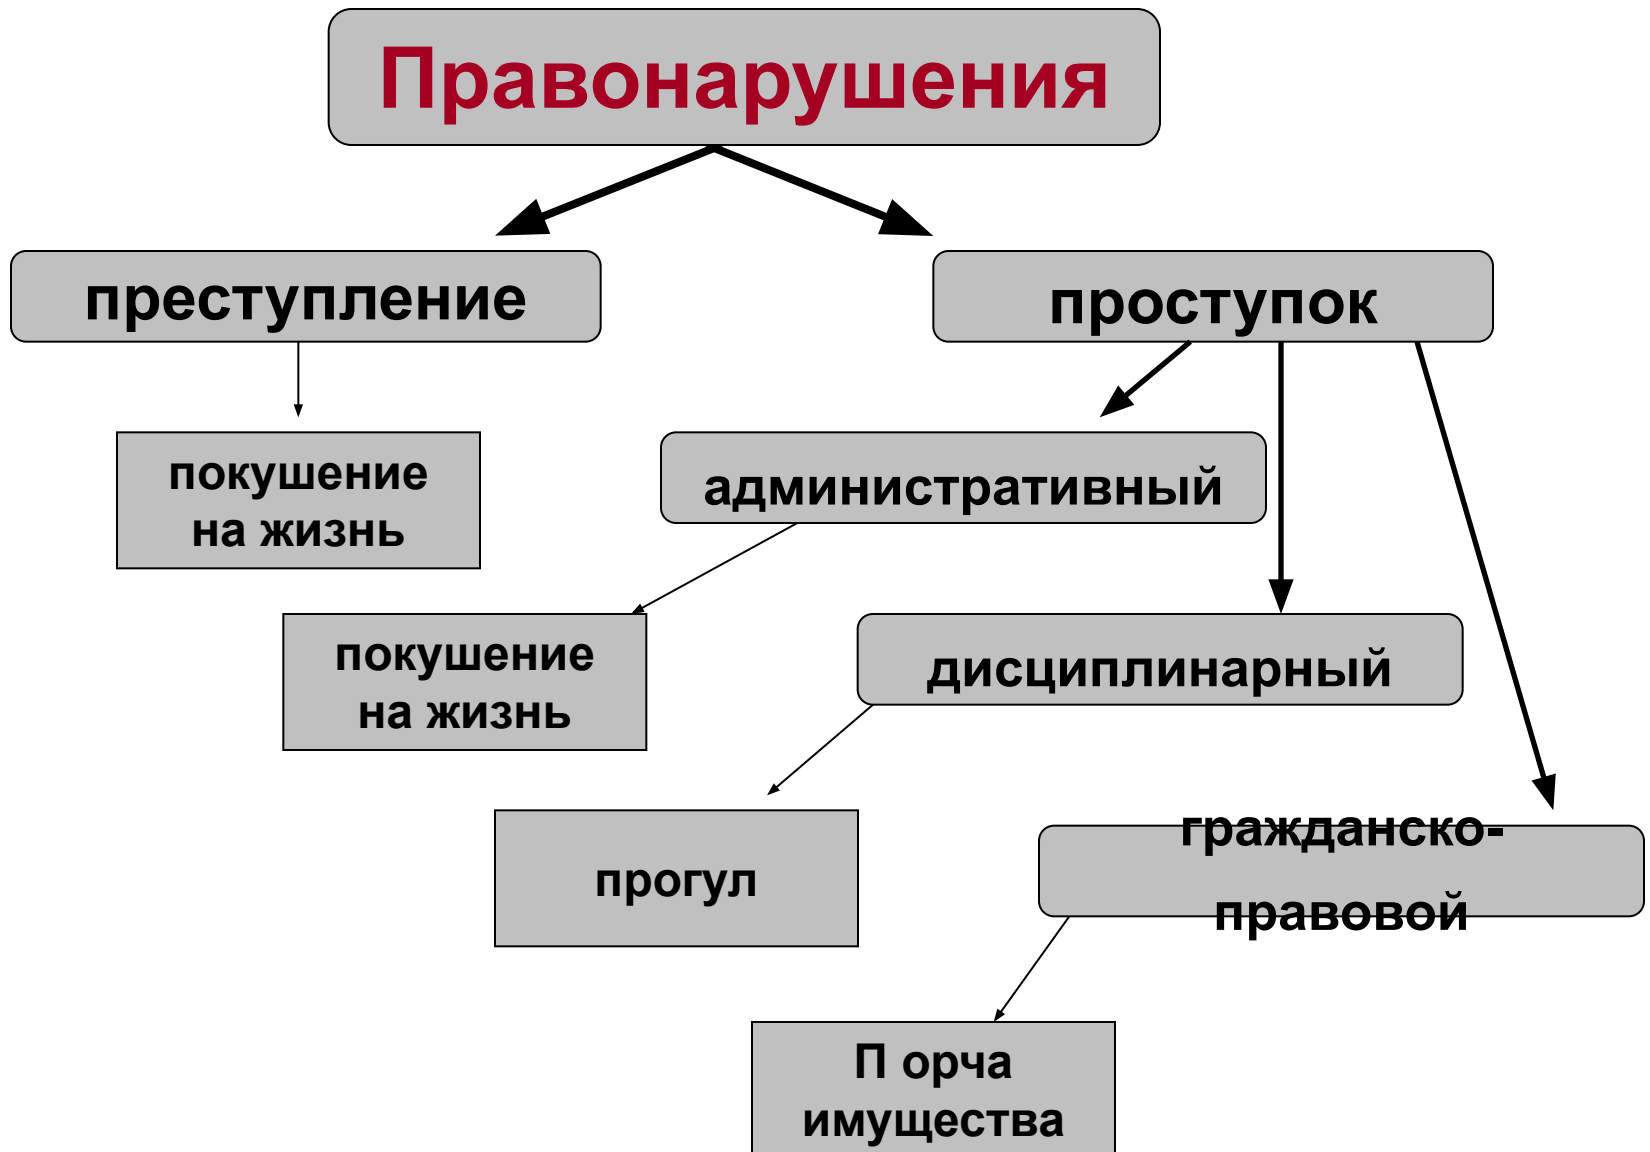 Правонарушения
преступление
проступок
покушение
на жизнь
административный
покушение
на жизнь
дисциплинарный
прогул
гражданско-
правовой
П орча
имущества